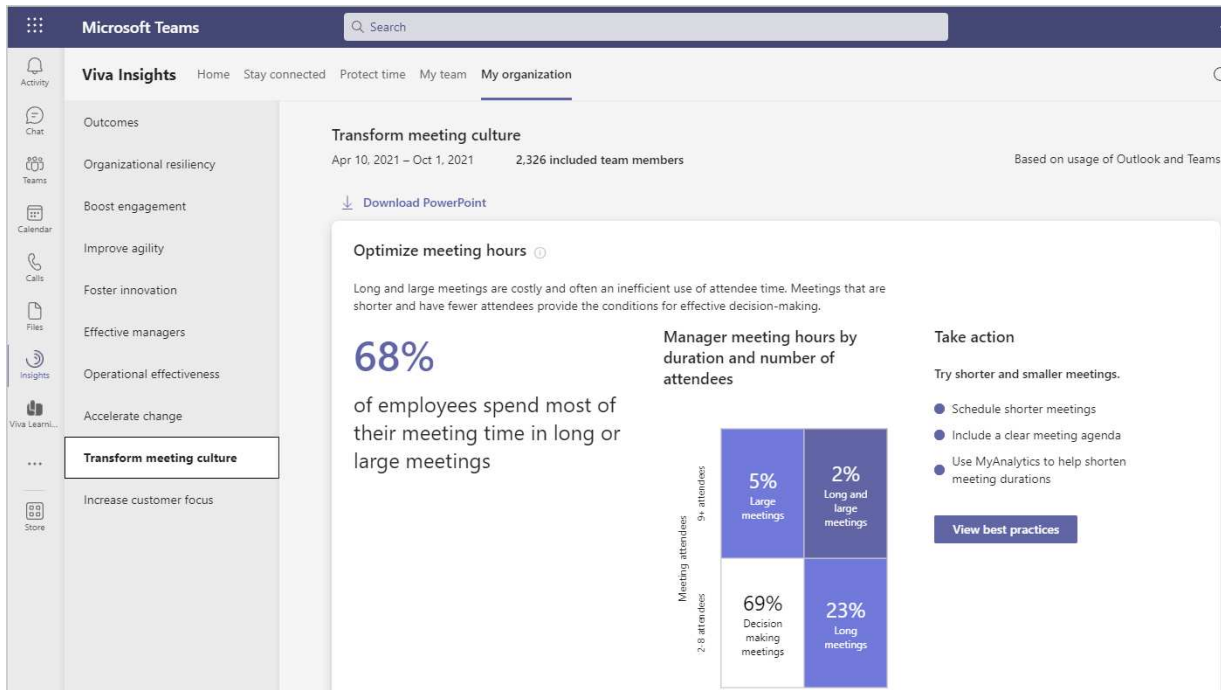 Microsoft Teams
Search
Activity
Chat
Teams
Calendar
Calls
Files
Insights
Viva Learni...
Store
Viva Insights Home Stay connected Protect time My team My organization
Outcomes
Organizational resiliency
Boost engagement
Improve agility
Foster innovation
Effective managers
Operational effectiveness
Accelerate change
Transform meeting culture
Increase customer focus
Transform meeting culture
Apr 10, 2021 – Oct 1, 2021 2,326 included team members Based on usage of Outlook and Teams
Download PowerPoint
Optimize meeting hours
Long and large meetings are costly and often an inefficient use of attendee time. Meetings that are
shorter and have fewer attendees provide the conditions for effective decision-making.
68%
of employees spend most of
their meeting time in long or
large meetings
Manager meeting hours by
duration and number of
attendees
Meeting attendees
9+ attendees
2-8 attendees
5%
Large
meetings
2%
Long and
large
meetings
69%
Decision
making
meetings
23%
Long
meetings
Take action
Try shorter and smaller meetings.
Schedule shorter meetings
Include a clear meeting agenda
Use MyAnalytics to help shorten
meeting durations
View best practices